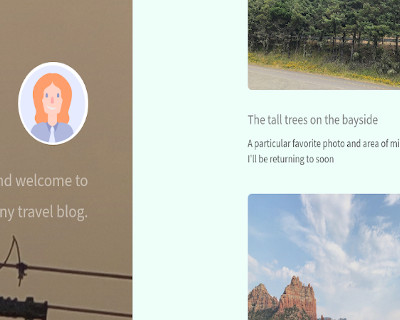 nd welcome to
ny travel blog.
The tall trees on the bayside
A particular favorite photo and area of mi
I'll be returning to soon